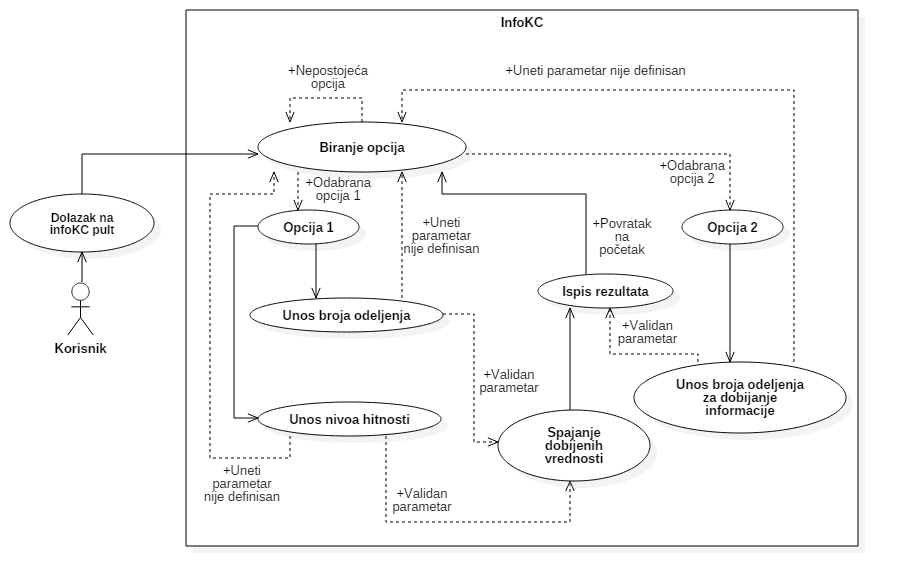 InfoKC
+Nepostojeća
opcija
+Uneti parametar nije definisan
Biranje opcija
+Odabrana
opcija 1
+Odabrana
opcija 2
Dolazak na
infoKC pult
Opcija 1
+Uneti
parametar
nije definisan
+Povratak
na
početak
Opcija 2
Ispis rezultata
Unos broja odeljenja
+Validan
parametar
Korisnik
+Validan
parametar
Unos broja odeljenja
za dobijanje
informacije
Unos nivoa hitnosti
Spajanje
dobijenih
vrednosti
+Uneti
parametar
nije definisan
+Validan
parametar